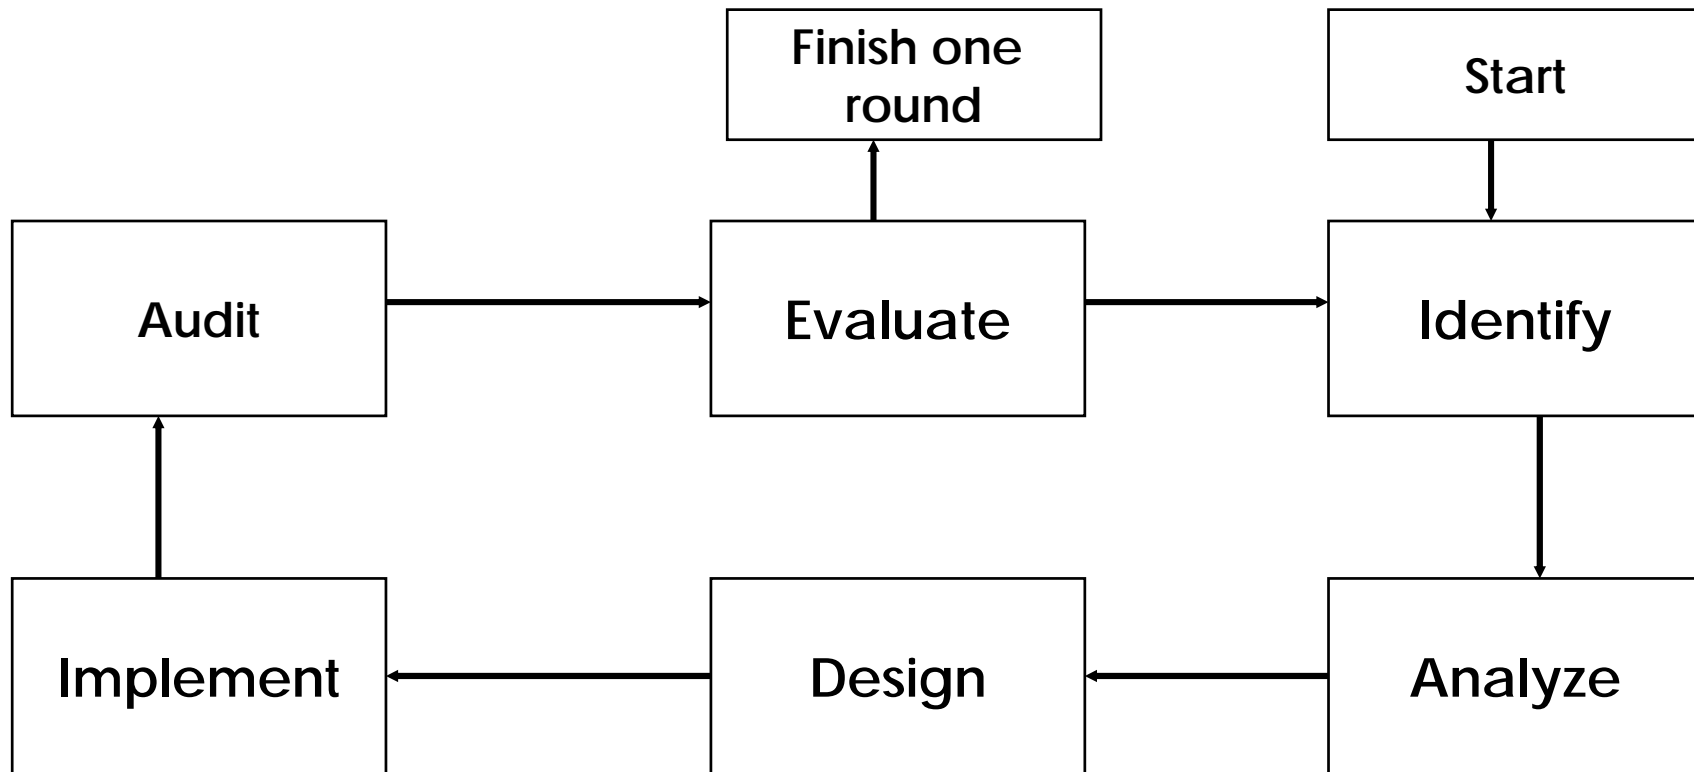 Finish one
round
Start
Audit
Evaluate
Identify
Implement
Design
Analyze